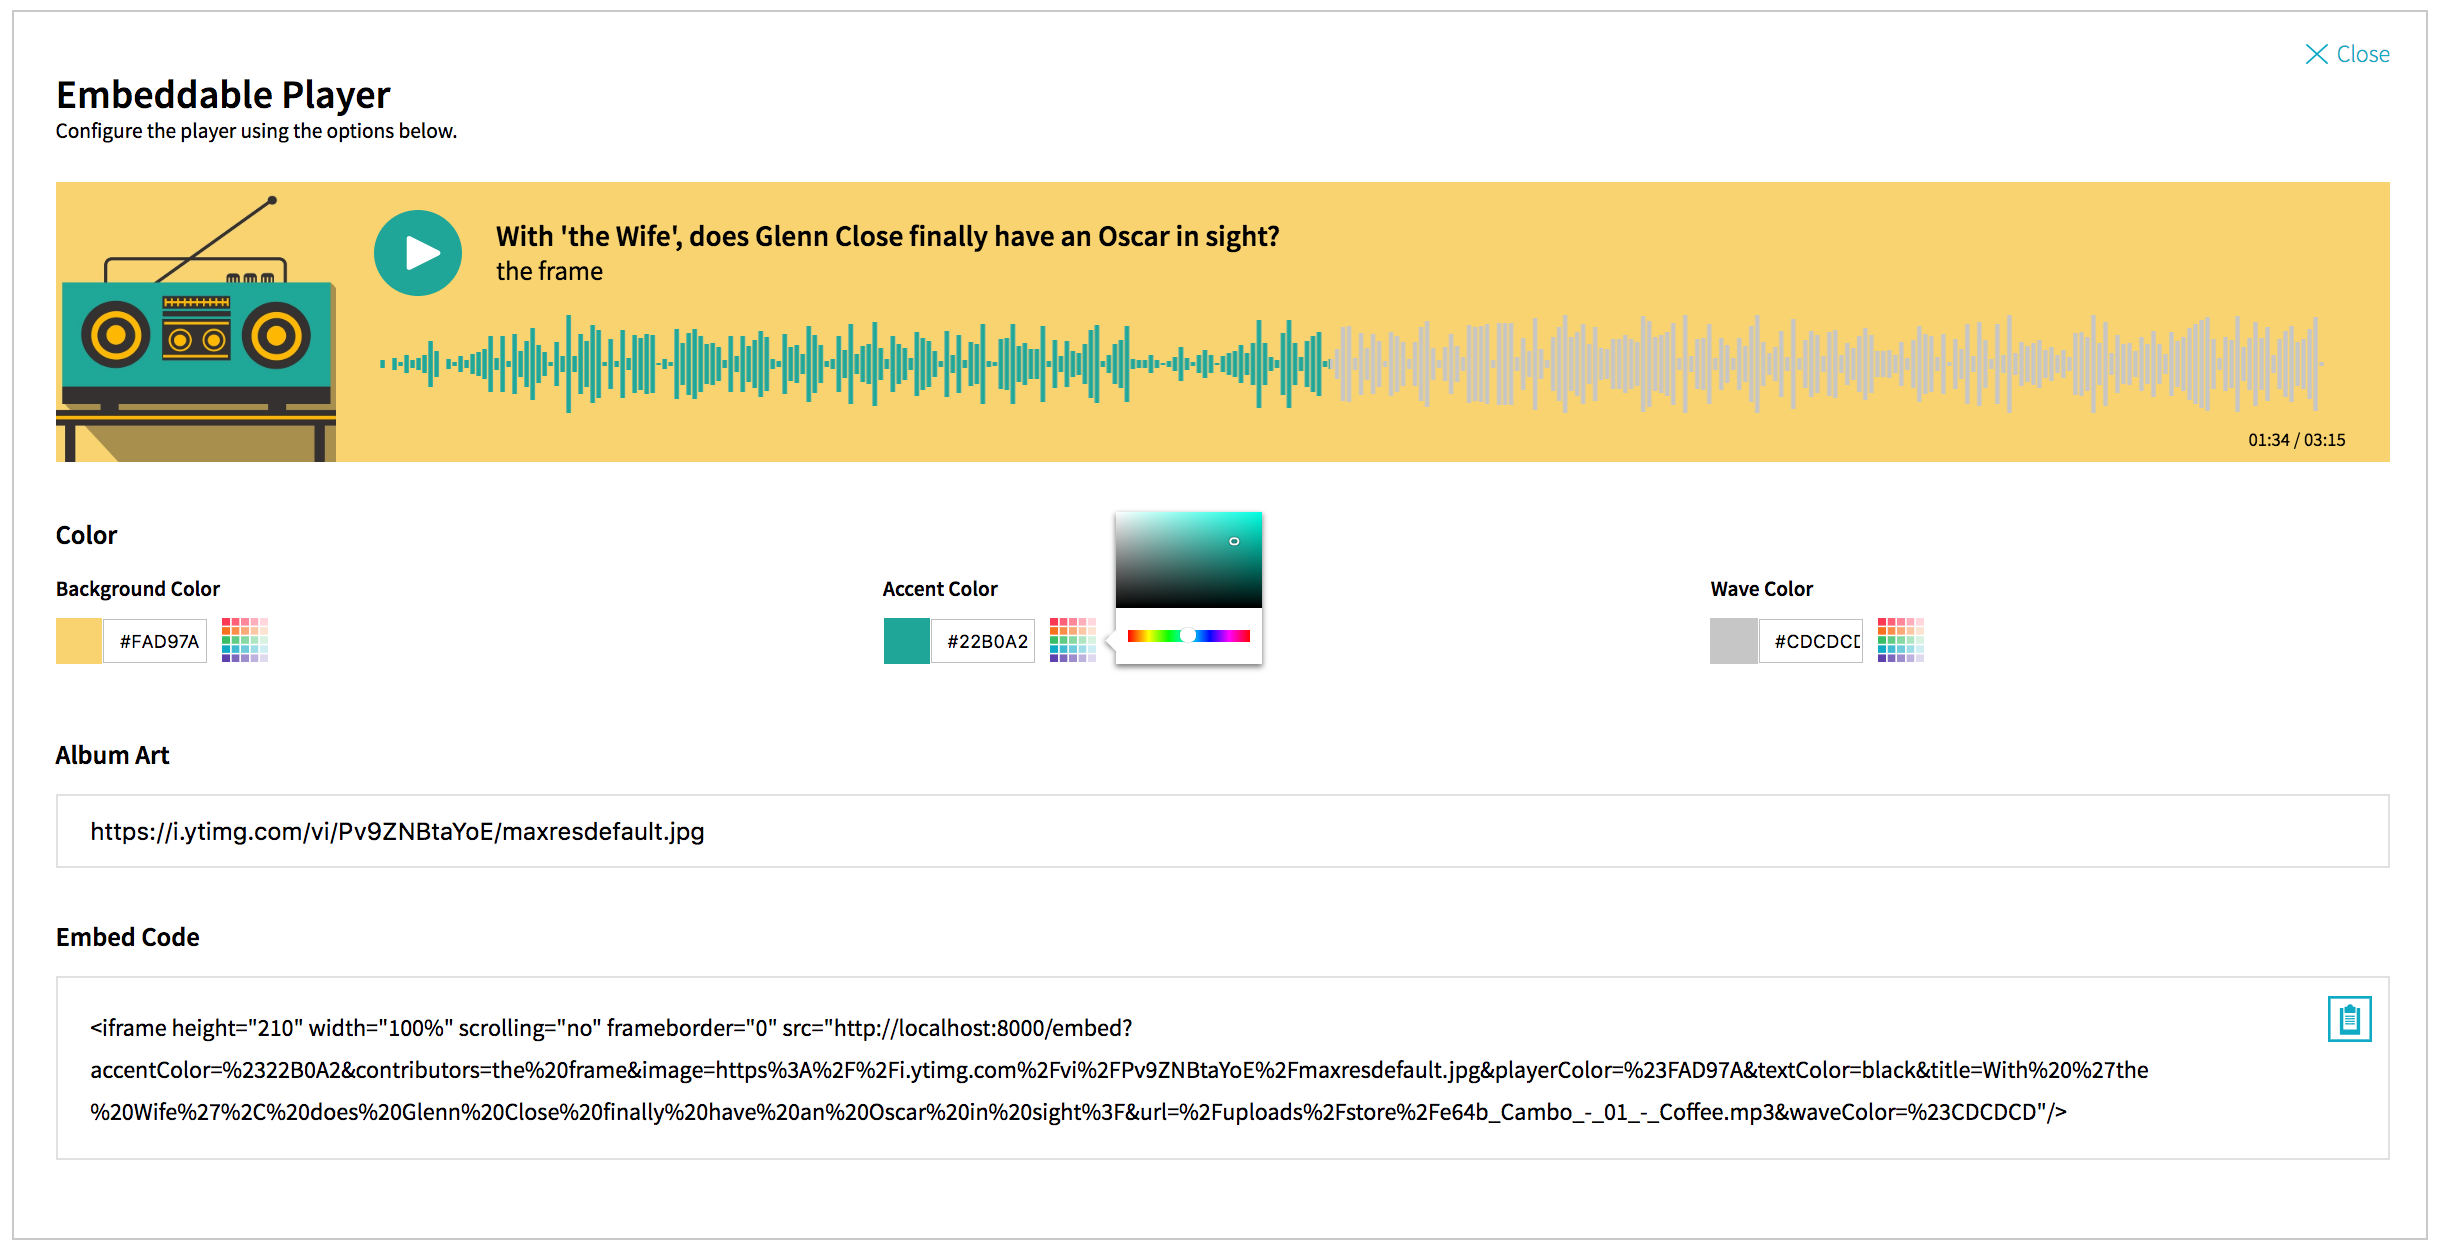 Close
Embeddable Player
Configure the player using the options below.
With 'the Wife', does Glenn Close finally have an Oscar in sight?
the frame
01:34 / 03:15
Color
Background Color
Accent Color
Wave Color
#FAD97A
#22B0A2
#CDCDCD
Album Art
https://i.ytimg.com/vi/Pv9ZNBtaYoE/maxresdefault.jpg
Embed Code
<iframe height="210" width="100%" scrolling="no" frameborder="0" src="http://localhost:8000/embed?
accentColor=%2322B0A2&contributors=the%20frame&image=https%3A%2F%2Fi.ytimg.com%2Fvi%2FPv9ZNBtaYoE%2Fmaxresdefault.jpg&playerColor=%23FAD97A&textColor=black&title=With%20%27the
%20Wife%27%2C%20does%20Glenn%20Close%20finally%20have%20an%20Oscar%20in%20sight%3F&url=%2Fuploads%2Fstore%2Fe64b_Cambo_-_01_-_Coffee.mp3&waveColor=%23CDCDCD"/>